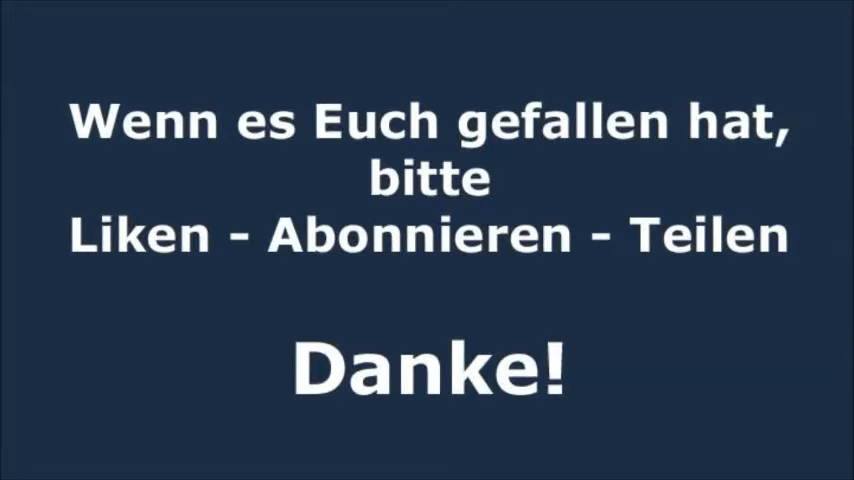 Wenn es Euch gefallen hat,
bitte
Liken - Abonnieren - Teilen
Danke!